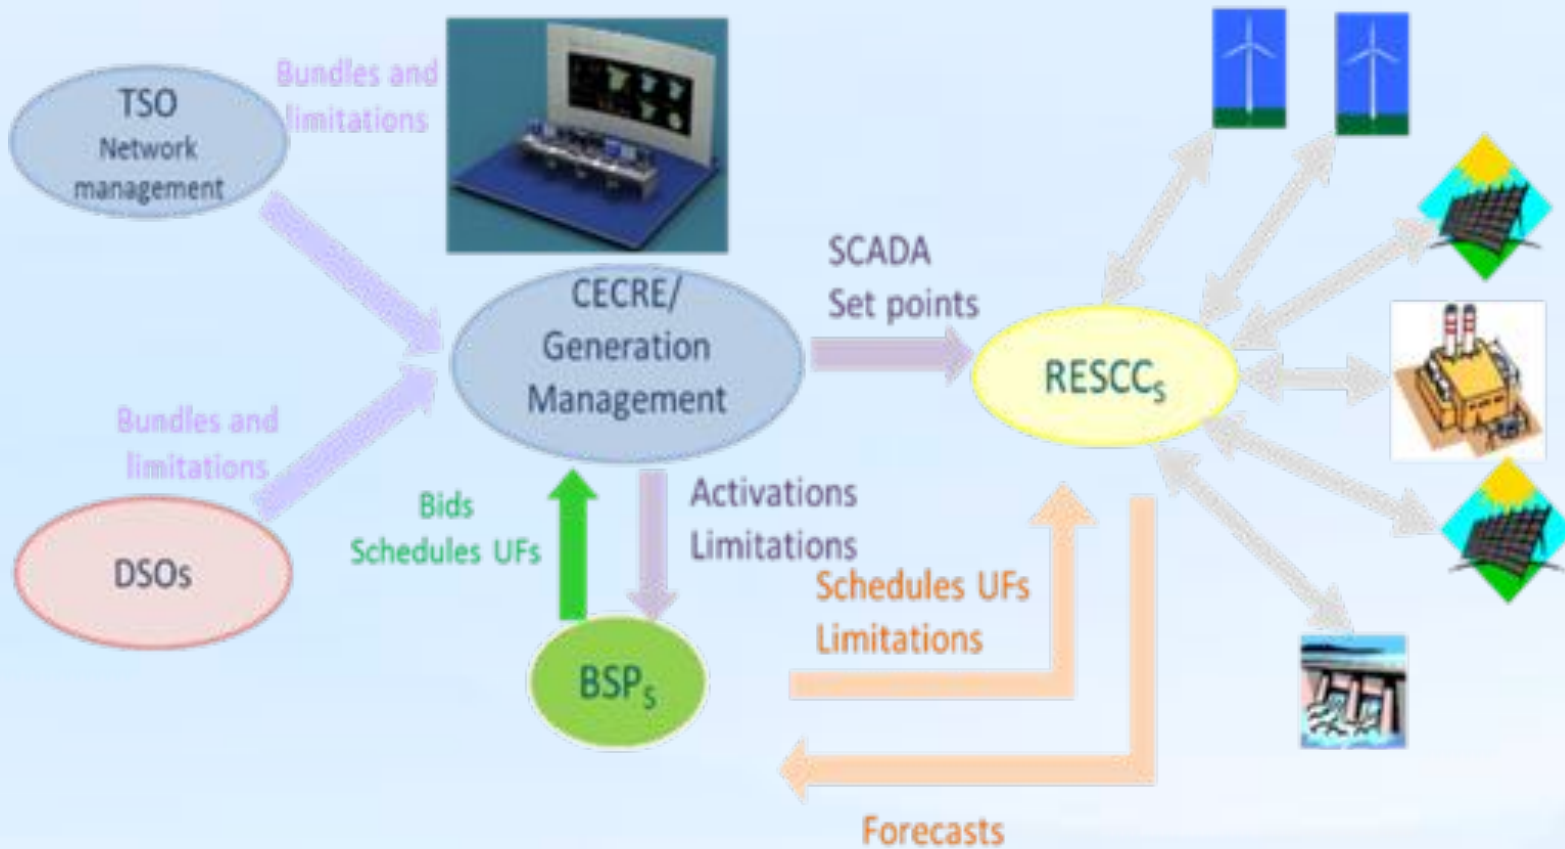 TSO
Network
management
Bundles and
limitations
CECRE/
Generation
Management
SCADA
Set points
RESCCS
Bundles and
limitations
DSOs
Bids
Schedules UFs
Activations
Limitations
BSPS
Schedules UFs
Limitations
Forecasts